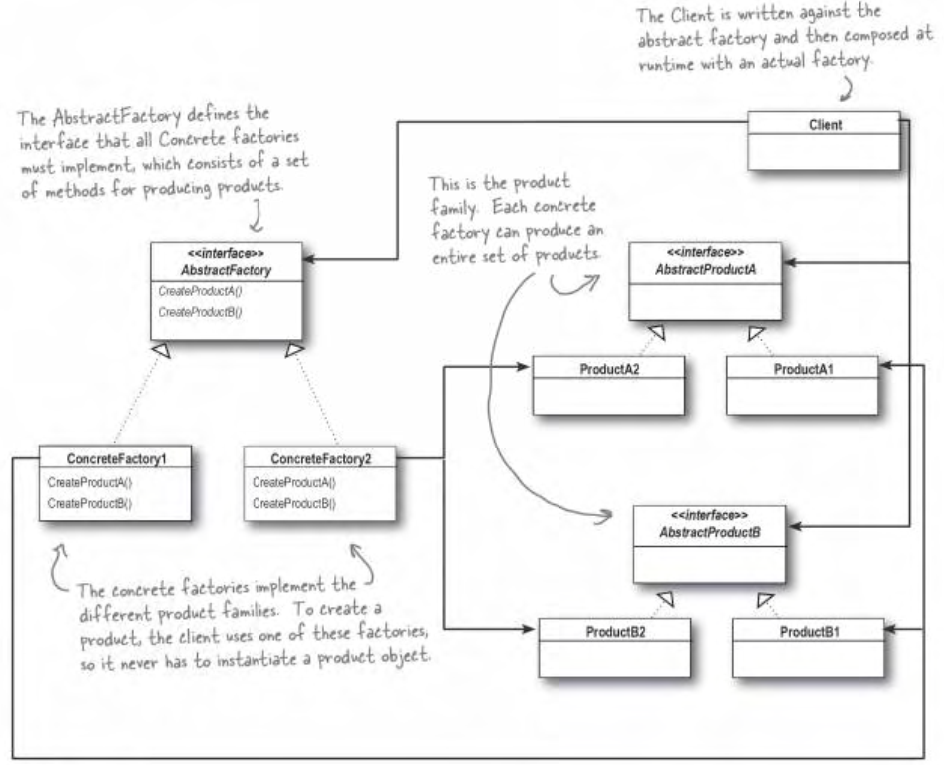 The Client is written against the
abstract factory and then composed at
runtime with an actual factory.
The AbstractFactory defines the
interface that all Concrete factories
must implement, which consists of a set
of methods for producing products.
Client
This is the product
family. Each concrete
factory can produce an
entire set of products.
<<interface>>
AbstractFactory
CreateProductA()
CreateProductB()
<<interface>>
AbstractProductA
ProductA2
ProductA1
ConcreteFactory1
CreateProductA()
CreateProductB()
ConcreteFactory2
CreateProductA()
CreateProductB()
<<interface>>
AbstractProductB
The concrete factories implement the
different product families. To create a
product, the client uses one of these factories,
so it never has to instantiate a product object.
ProductB2
ProductB1